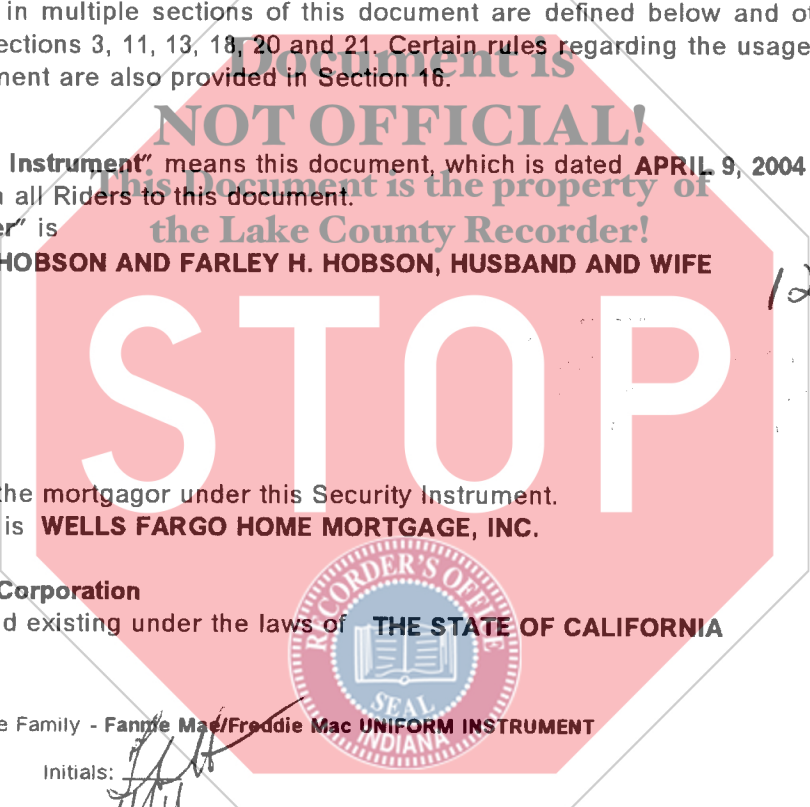 in multiple sections of this document are defined below and
ections 3, 11, 13, 18, 20 and 21. Certain rules regarding the usage
ment are also provided in Section 16.
Document is
NOT OFFICIAL!
Instrument" means this document, which is dated APRIL 9, 2004
all Riders to this document.
This Document is the property of
er" is
the Lake County Recorder!
HOBSON AND FARLEY H. HOBSON, HUSBAND AND WIFE
STOP
the mortgagor under this Security Instrument.
is WELLS FARGO HOME MORTGAGE, INC.
Corporation
d existing under the laws of THE STATE OF CALIFORNIA
RECORDER'S OFFICE
SEAL
INDIANA
e Family - Fannie Mae/Freddie Mac UNIFORM INSTRUMENT
Initials: